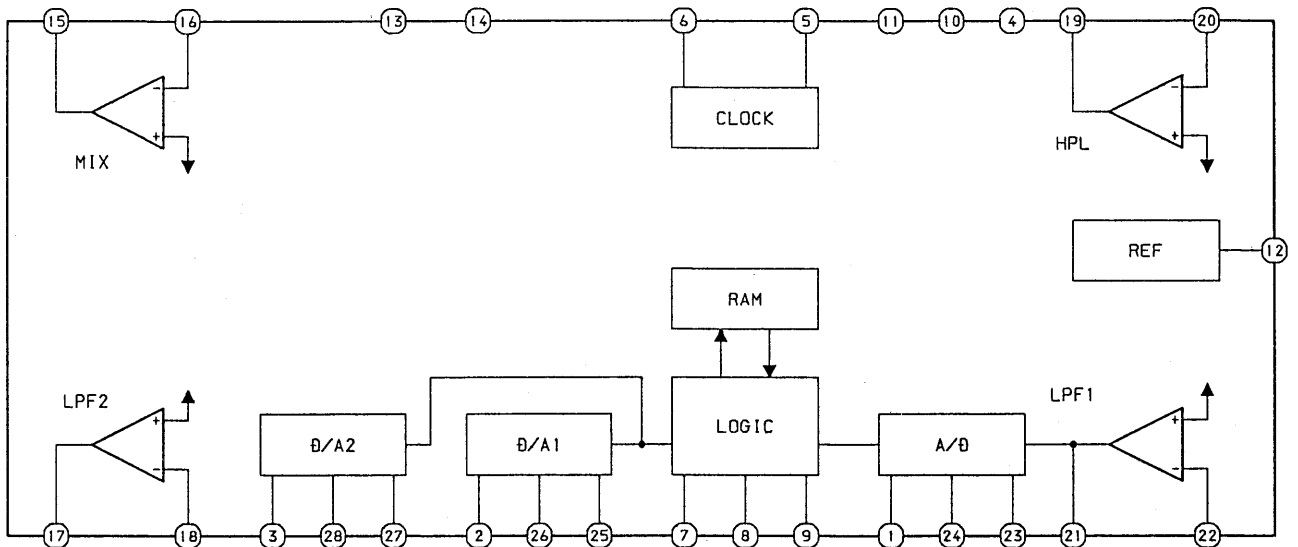 15 16 13 14 6 5 11 10 4 19 20
- CLOCK -
+ +
MIX HPL
REF 12
RAM
LPF2 LPF1
+ +
D/A2 D/A1 LOGIC A/D
- -
17 18 3 28 27 2 26 25 7 8 9 1 24 23 21 22